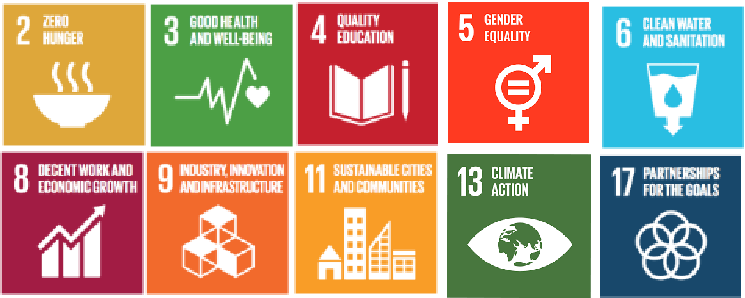 2 ZERO
HUNGER
3 GOOD HEALTH
AND WELL-BEING
4 QUALITY
EDUCATION
5 GENDER
EQUALITY
6 CLEAN WATER
AND SANITATION
8 DECENT WORK AND
ECONOMIC GROWTH
9 INDUSTRY, INNOVATION
AND INFRASTRUCTURE
11 SUSTAINABLE CITIES
AND COMMUNITIES
13 CLIMATE
ACTION
17 PARTNERSHIPS
FOR THE GOALS